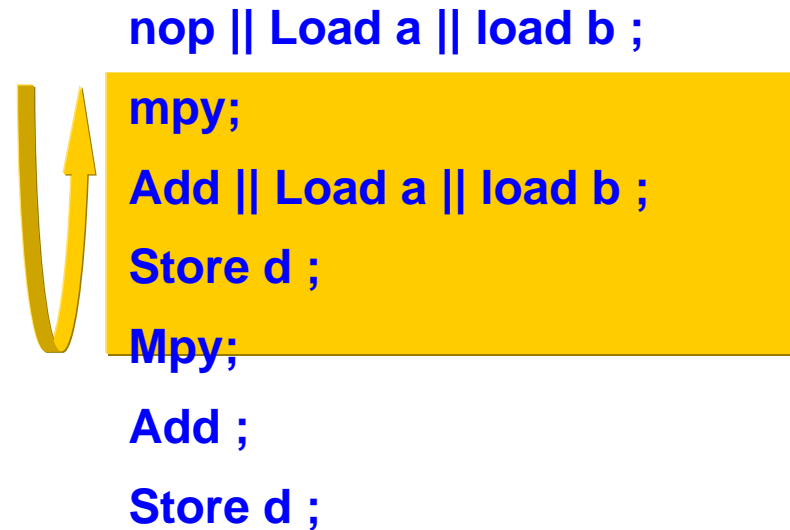 nop || Load a || load b ;
mpy;
Add || Load a || load b ;
Store d ;
Mpy;
Add ;
Store d ;